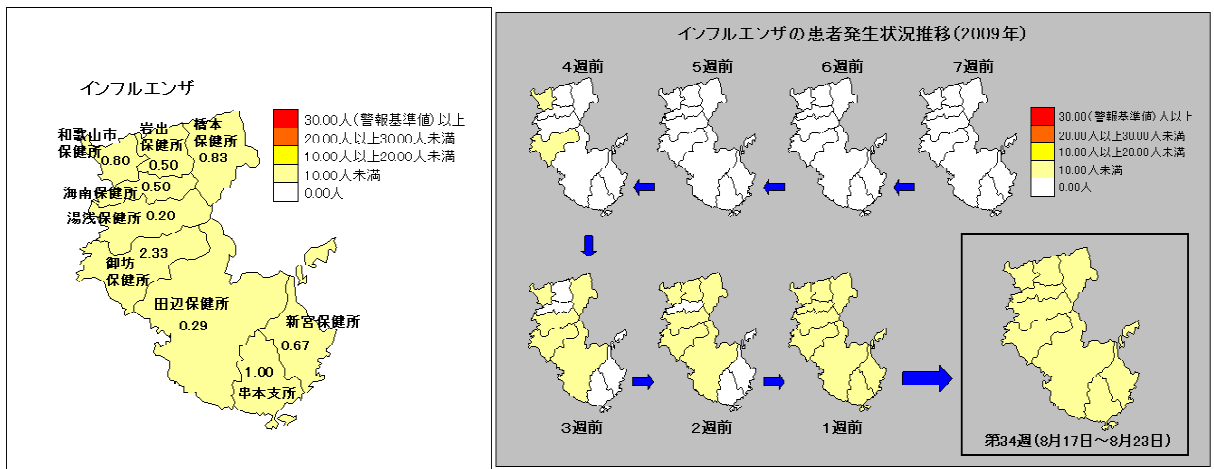 インフルエンザ
30.00人(警報基準値)以上
20.00人以上30.00人未満
10.00人以上20.00人未満
10.00人未満
0.00人
和歌山市
保健所
0.80
岩出
保健所
0.50
橋本
保健所
0.83
海南保健所
0.50
湯浅保健所
0.20
御坊
保健所
2.33
田辺保健所
0.29
新宮保健所
0.67
1.00
串本支所
インフルエンザの患者発生状況推移(2009年)
4週前
5週前
6週前
7週前
30.00(警報基準値)人以上
20.00人以上30.00人未満
10.00人以上20.00人未満
10.00人未満
0.00人
3週前
2週前
1週前
第34週(8月17日~8月23日)